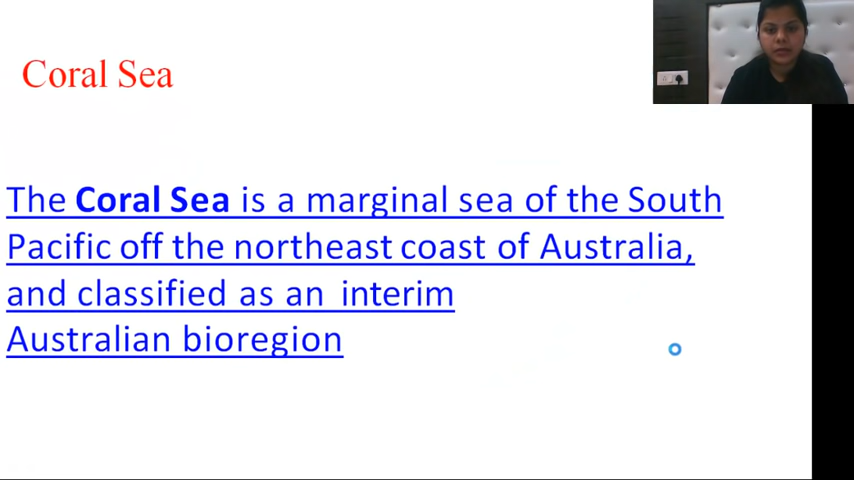 Coral Sea
The Coral Sea is a marginal sea of the South
Pacific off the northeast coast of Australia,
and classified as an interim
Australian bioregion